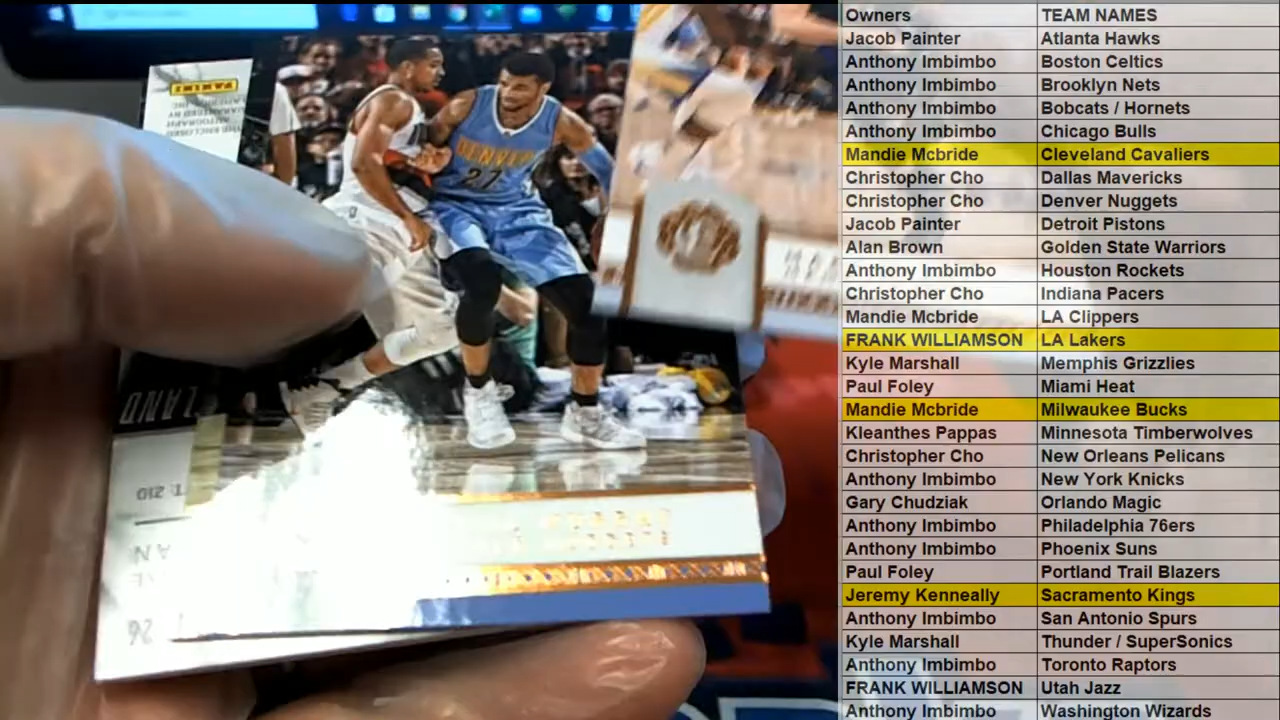 Owners TEAM NAMES
Jacob Painter Atlanta Hawks
Anthony Imbimbo Boston Celtics
Anthony Imbimbo Brooklyn Nets
Anthony Imbimbo Bobcats / Hornets
Anthony Imbimbo Chicago Bulls
Mandie Mcbride Cleveland Cavaliers
Christopher Cho Dallas Mavericks
Christopher Cho Denver Nuggets
Jacob Painter Detroit Pistons
Alan Brown Golden State Warriors
Anthony Imbimbo Houston Rockets
Christopher Cho Indiana Pacers
Mandie Mcbride LA Clippers
FRANK WILLIAMSON LA Lakers
Kyle Marshall Memphis Grizzlies
Paul Foley Miami Heat
Mandie Mcbride Milwaukee Bucks
Kleanthes Pappas Minnesota Timberwolves
Christopher Cho New Orleans Pelicans
Anthony Imbimbo New York Knicks
Gary Chudziak Orlando Magic
Anthony Imbimbo Philadelphia 76ers
Anthony Imbimbo Phoenix Suns
Paul Foley Portland Trail Blazers
Jeremy Kenneally Sacramento Kings
Anthony Imbimbo San Antonio Spurs
Kyle Marshall Thunder / SuperSonics
Anthony Imbimbo Toronto Raptors
FRANK WILLIAMSON Utah Jazz
Anthony Imbimbo Washington Wizards
PANINI
DENVER
27
LAND
T: 210
26